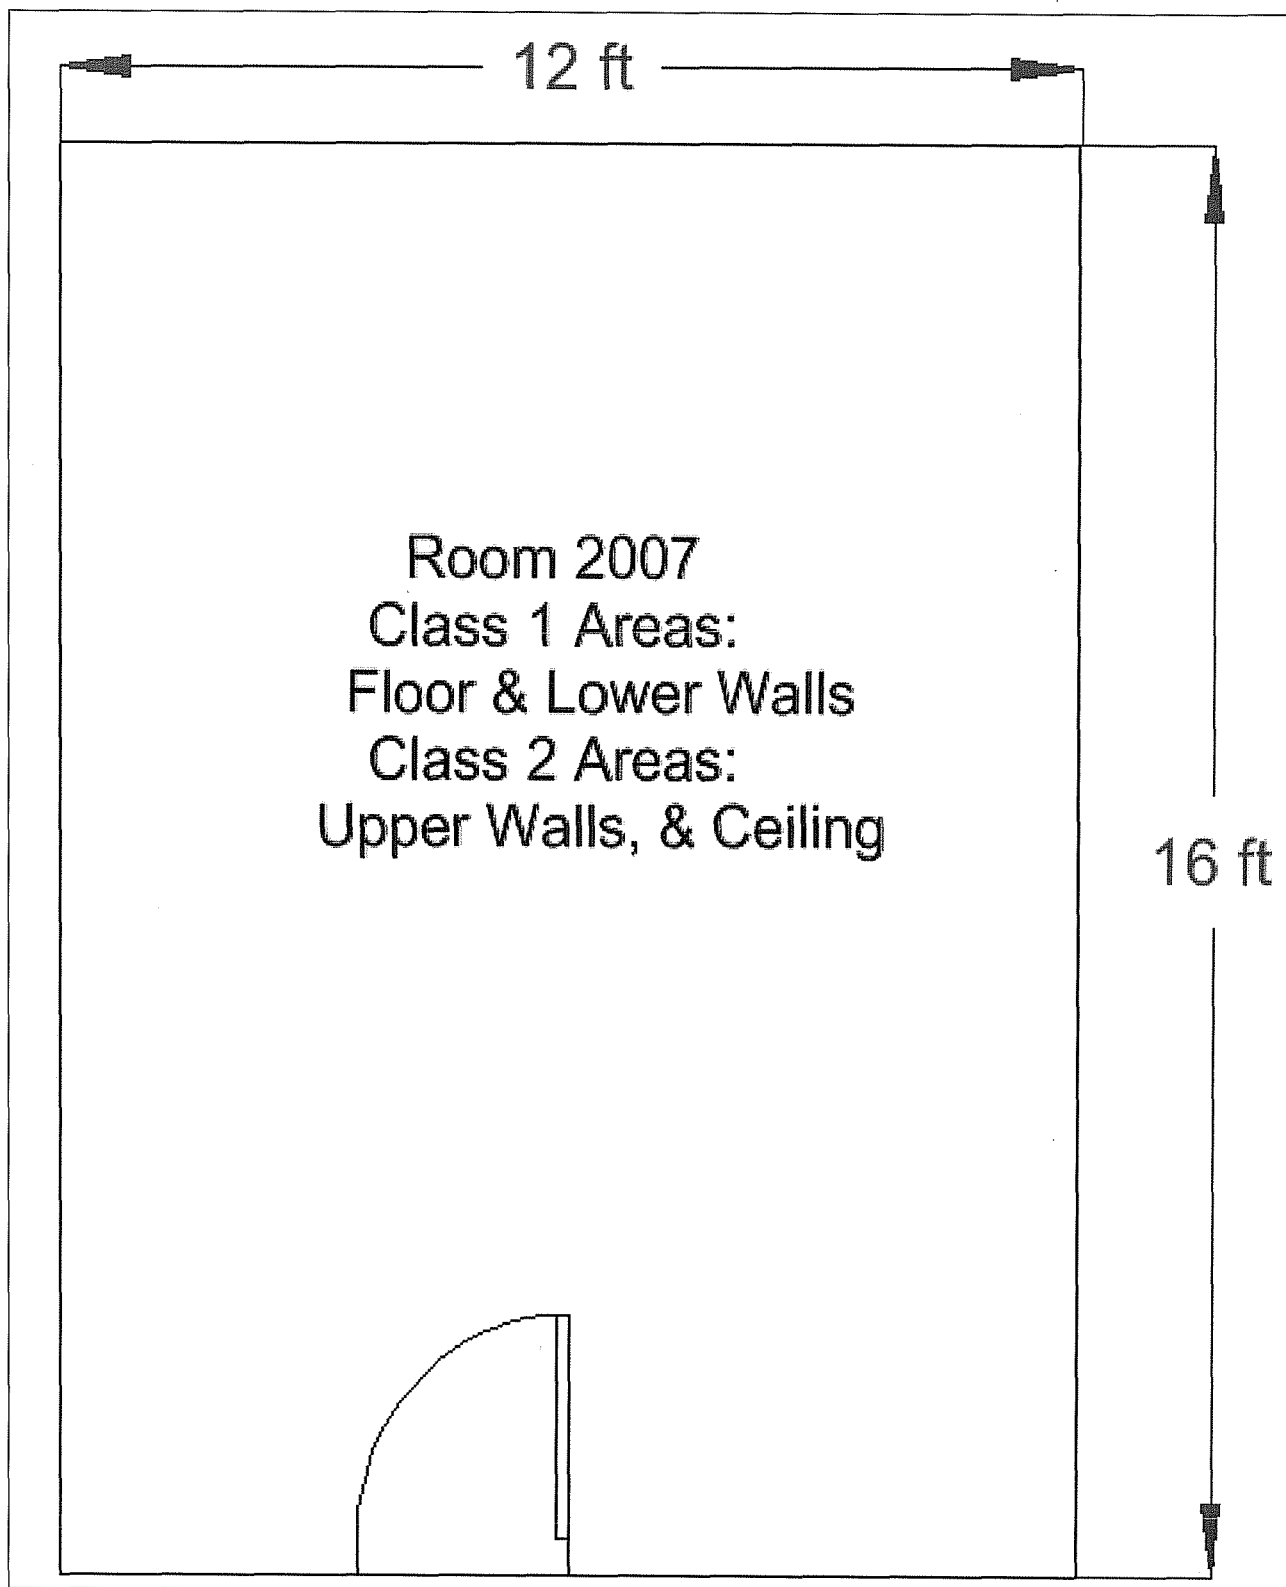 12 ft
Room 2007
Class 1 Areas:
Floor & Lower Walls
Class 2 Areas:
Upper Walls, & Ceiling
16 ft